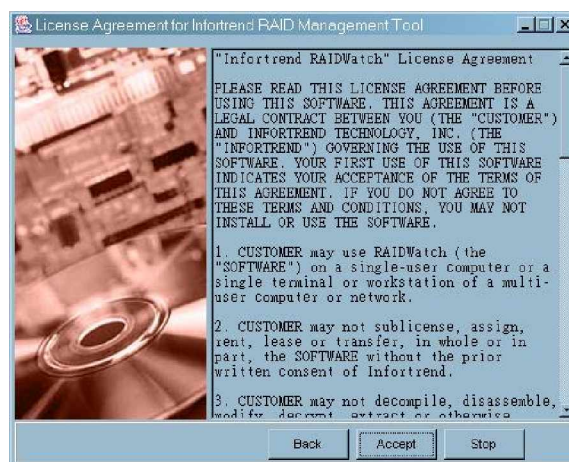 License Agreement for Infortrend RAID Management Tool
"Infortrend RAIDWatch" License Agreement
PLEASE READ THIS LICENSE AGREEMENT BEFORE
USING THIS SOFTWARE. THIS AGREEMENT IS A
LEGAL CONTRACT BETWEEN YOU (THE "CUSTOMER")
AND INFORTREND TECHNOLOGY, INC. (THE
"INFORTREND") GOVERNING THE USE OF THIS
SOFTWARE. YOUR FIRST USE OF THIS SOFTWARE
INDICATES YOUR ACCEPTANCE OF THE TERMS OF
THIS AGREEMENT. IF YOU DO NOT AGREE TO
THESE TERMS AND CONDITIONS, YOU MAY NOT
INSTALL OR USE THE SOFTWARE.
1. CUSTOMER may use RAIDWatch (the
"SOFTWARE") on a single-user computer or a
single terminal or workstation of a multi-
user computer or network.
2. CUSTOMER may not sublicense, assign,
rent, lease or transfer, in whole or in
part, the SOFTWARE without the prior
written consent of Infortrend.
3. CUSTOMER may not decompile, disassemble,
modify, decrypt, extract or otherwise
Back
Accept
Stop